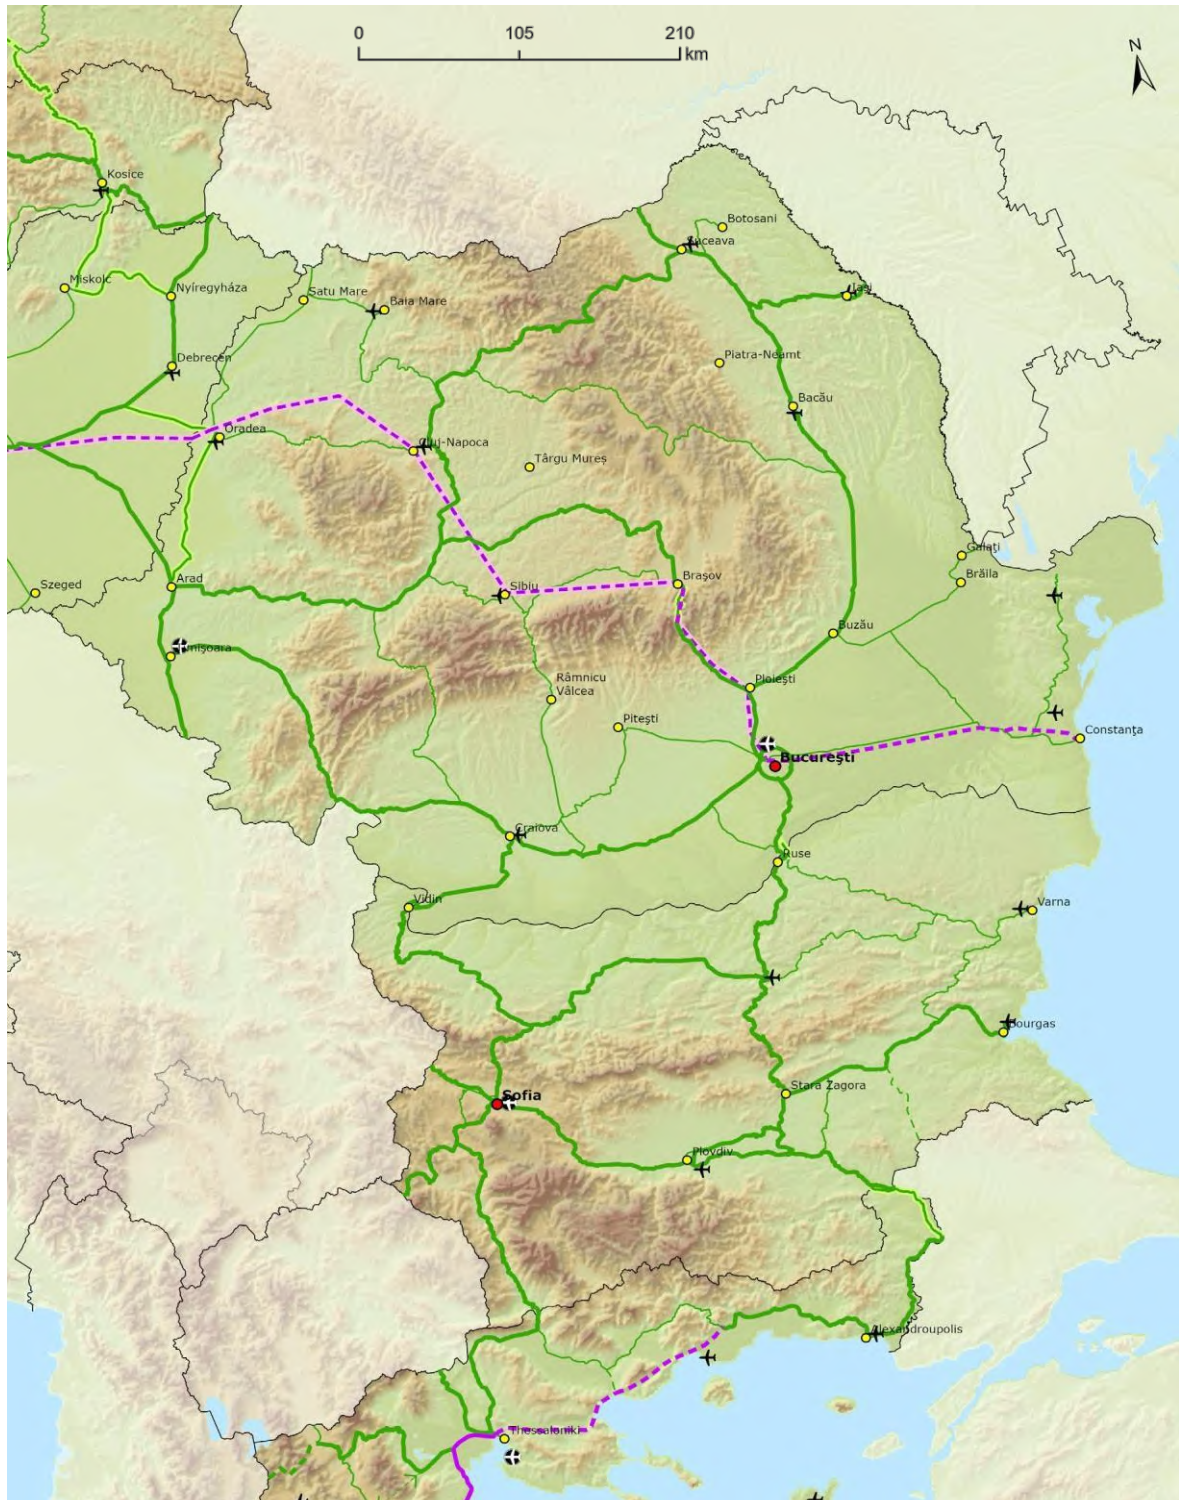 0 105 210
km
N
Kosice
Botosani
Suceava
Miskolc
Nyíregyháza
Satu Mare
Baia Mare
Iaşi
Debrecen
Piatra-Neamt
Bacău
Oradea
Cluj-Napoca
Târgu Mureş
Galaţi
Brăila
Szeged
Arad
Sibiu
Braşov
Timişoara
Buzău
Râmnicu
Vâlcea
Ploieşti
Piteşti
Bucureşti
Constanţa
Craiova
Ruse
Vidin
Varna
Bourgas
Stara Zagora
Sofia
Plovdiv
Alexandroupolis
Thessaloniki